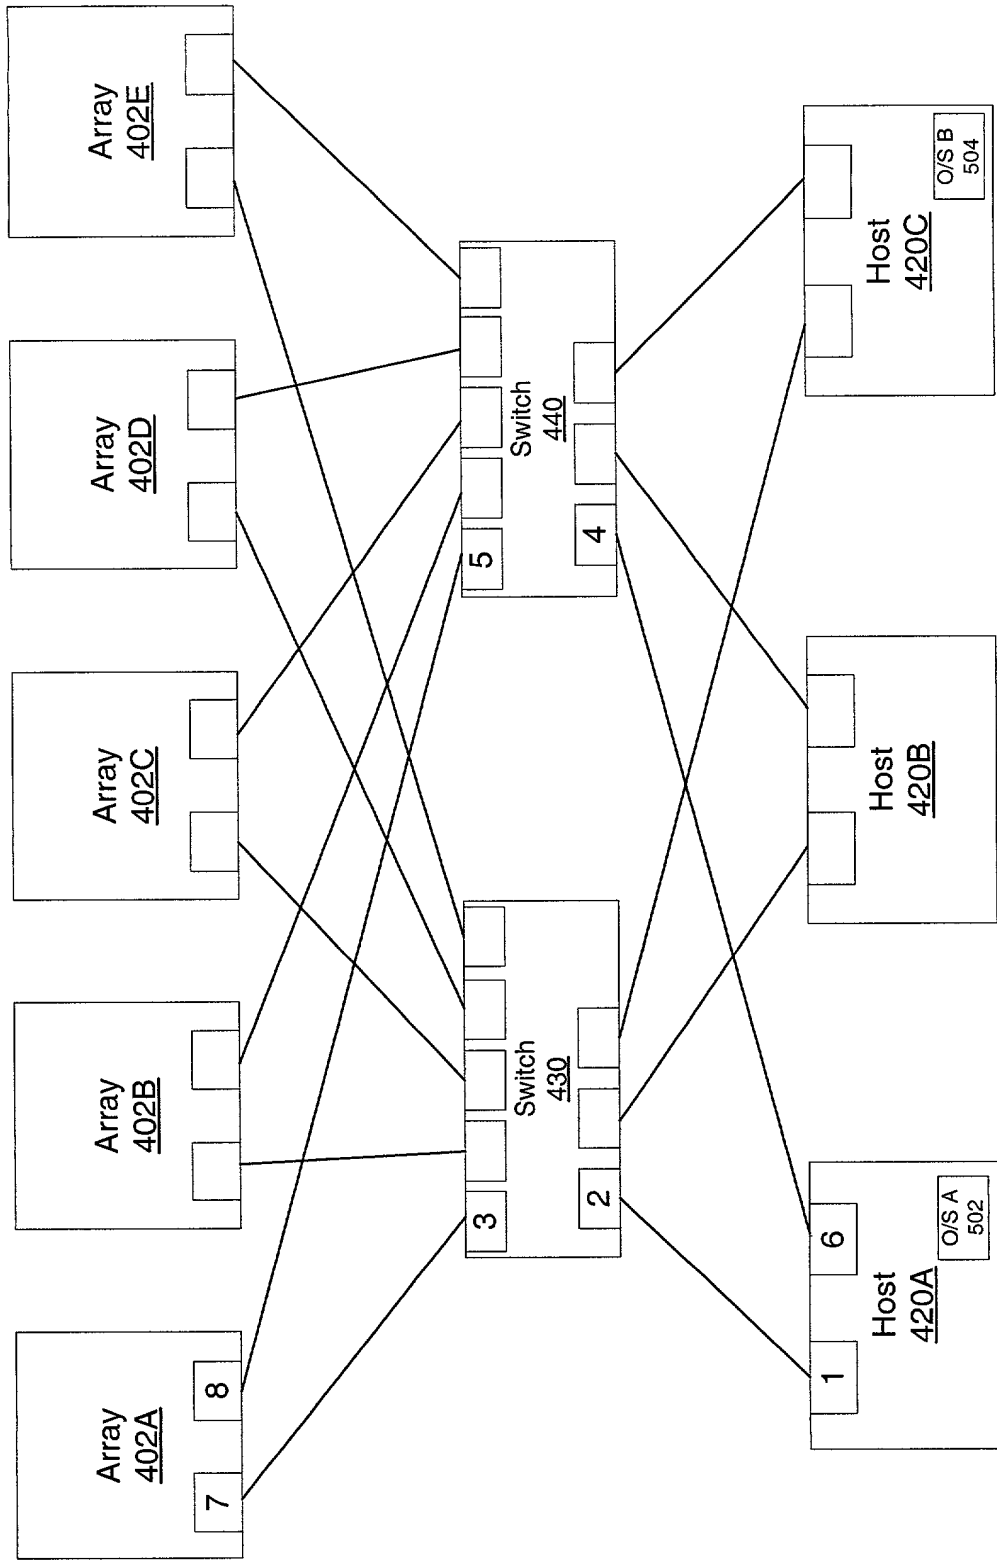 Array
402A
7
8
Array
402B
Array
402C
Array
402D
Array
402E
3
Switch
430
2
5
Switch
440
4
1
6
Host
420A
O/S A
502
Host
420B
Host
420C
O/S B
504